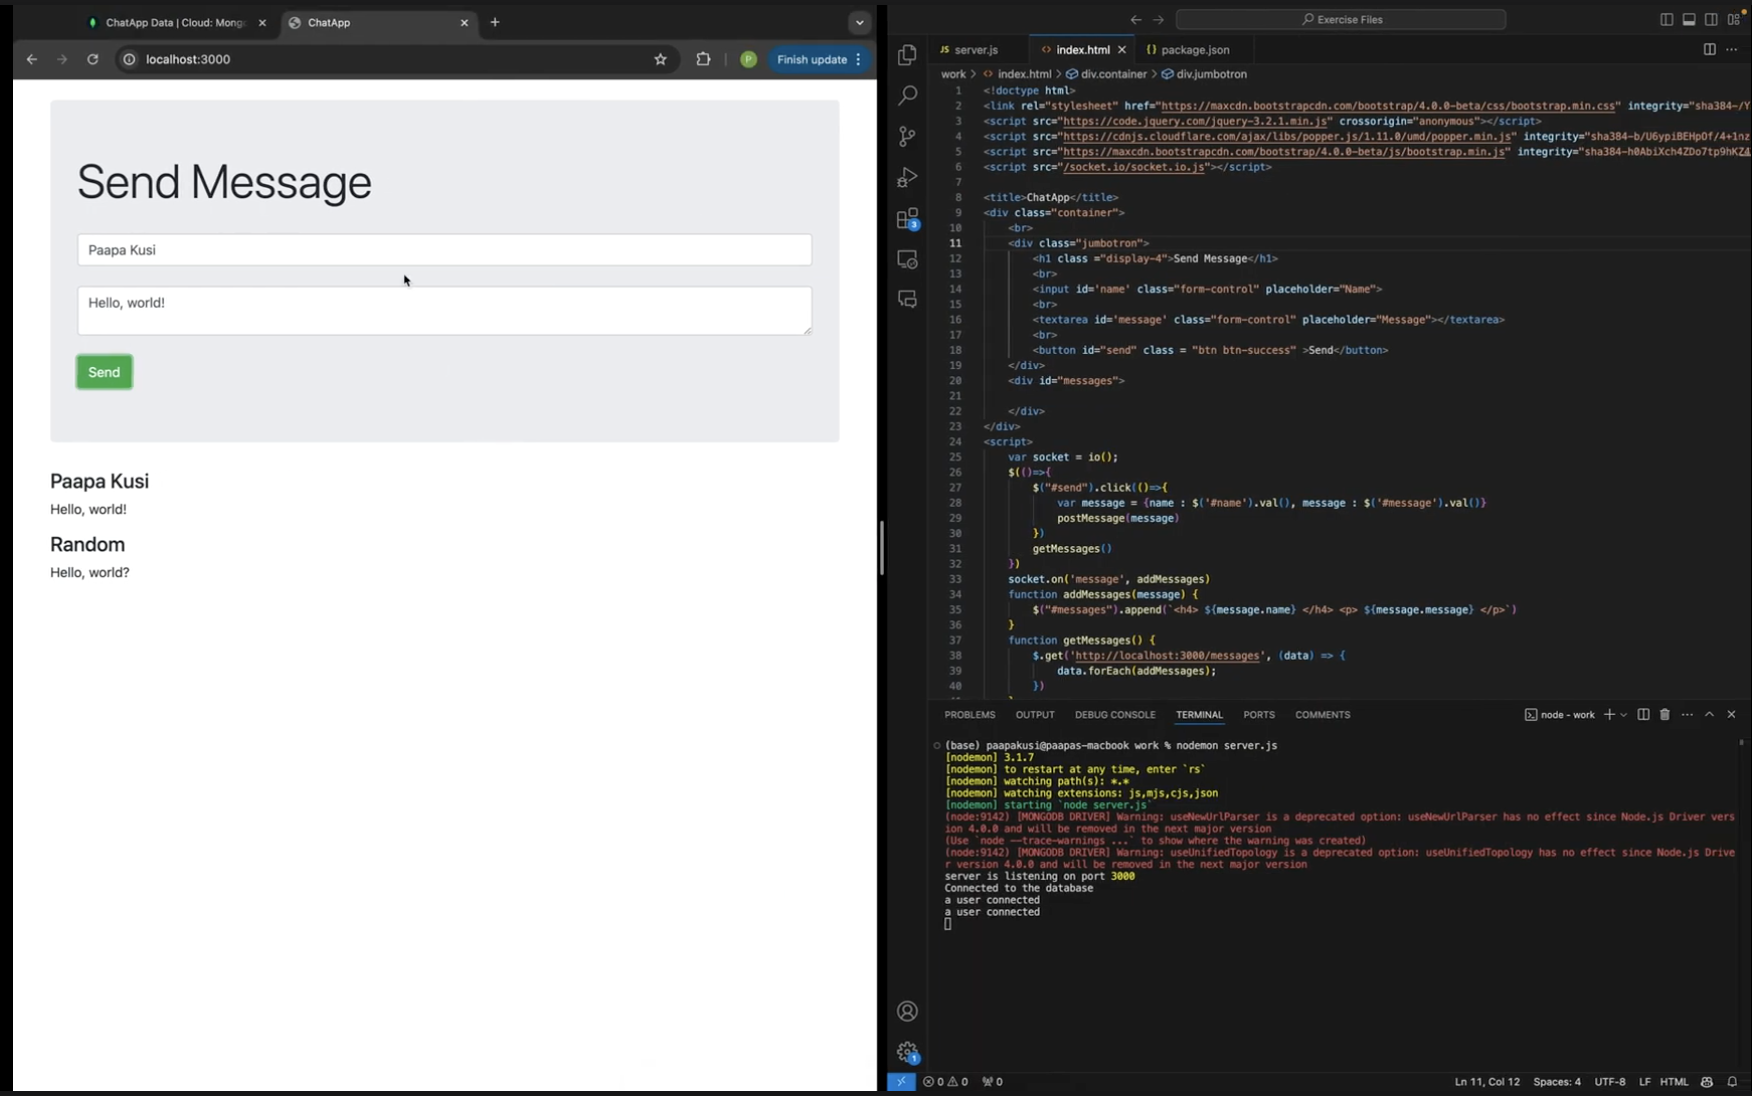 ChatApp Data | Cloud: Mong
ChatApp
localhost:3000
P
Finish update
Send Message
Paapa Kusi
Hello, world!
Send
Paapa Kusi
Hello, world!
Random
Hello, world?
Exercise Files
JS server.js
<> index.html
{} package.json
work > <> index.html > div.container > div.jumbotron
1 <!doctype html>
2 <link rel="stylesheet" href="https://maxcdn.bootstrapcdn.com/bootstrap/4.0.0-beta/css/bootstrap.min.css" integrity="sha384-/Y
3 <script src="https://code.jquery.com/jquery-3.2.1.min.js" crossorigin="anonymous"></script>
4 <script src="https://cdnjs.cloudflare.com/ajax/libs/popper.js/1.11.0/umd/popper.min.js" integrity="sha384-b/U6ypiBEHpOf/4+1nz
5 <script src="https://maxcdn.bootstrapcdn.com/bootstrap/4.0.0-beta/js/bootstrap.min.js" integrity="sha384-h0AbiXch4ZDo7tp9hKZ4
6 <script src="/socket.io/socket.io.js"></script>
7
8 <title>ChatApp</title>
9 <div class="container">
10 <br>
11 <div class="jumbotron">
12 <h1 class ="display-4">Send Message</h1>
13 <br>
14 <input id='name' class="form-control" placeholder="Name">
15 <br>
16 <textarea id='message' class="form-control" placeholder="Message"></textarea>
17 <br>
18 <button id="send" class = "btn btn-success" >Send</button>
19 </div>
20 <div id="messages">
21
22 </div>
23 </div>
24 <script>
25 var socket = io();
26 $(()=>{
27 $("#send").click(()=>{
28 var message = {name : $('#name').val(), message : $('#message').val()}
29 postMessage(message)
30 })
31 getMessages()
32 })
33 socket.on('message', addMessages)
34 function addMessages(message) {
35 $("#messages").append(`<h4> ${message.name} </h4> <p> ${message.message} </p>`)
36 }
37 function getMessages() {
38 $.get('http://localhost:3000/messages', (data) => {
39 data.forEach(addMessages);
40 })
3
PROBLEMS OUTPUT DEBUG CONSOLE TERMINAL PORTS COMMENTS
node - work
(base) paapakusi@paapas-macbook work % nodemon server.js
[nodemon] 3.1.7
[nodemon] to restart at any time, enter `rs`
[nodemon] watching path(s): *.*
[nodemon] watching extensions: js,mjs,cjs,json
[nodemon] starting `node server.js`
(node:9142) [MONGODB DRIVER] Warning: useNewUrlParser is a deprecated option: useNewUrlParser has no effect since Node.js Driver vers
ion 4.0.0 and will be removed in the next major version
(Use `node --trace-warnings ...` to show where the warning was created)
(node:9142) [MONGODB DRIVER] Warning: useUnifiedTopology is a deprecated option: useUnifiedTopology has no effect since Node.js Drive
r version 4.0.0 and will be removed in the next major version
server is listening on port 3000
Connected to the database
a user connected
a user connected
1
0 0 0
Ln 11, Col 12 Spaces: 4 UTF-8 LF HTML